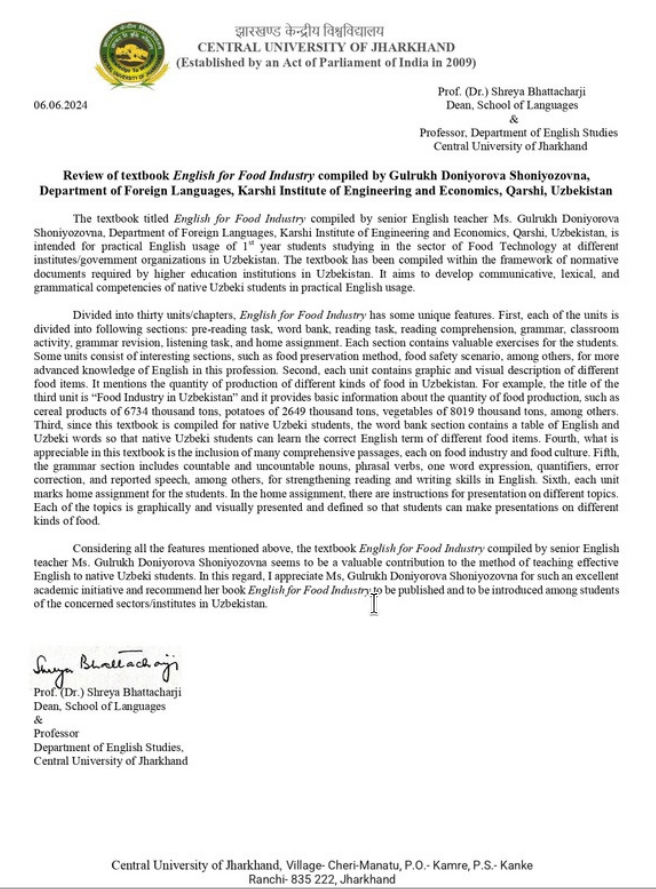 झारखण्ड केन्द्रीय विश्वविद्यालय
CENTRAL UNIVERSITY OF JHARKHAND
(Established by an Act of Parliament of India in 2009)
06.06.2024
Prof. (Dr.) Shreya Bhattacharji
Dean, School of Languages
&
Professor, Department of English Studies
Central University of Jharkhand
Review of textbook English for Food Industry compiled by Gulrukh Doniyorova Shoniyozovna,
Department of Foreign Languages, Karshi Institute of Engineering and Economics, Qarshi, Uzbekistan
The textbook titled English for Food Industry compiled by senior English teacher Ms. Gulrukh Doniyorova
Shoniyozovna, Department of Foreign Languages, Karshi Institute of Engineering and Economics, Qarshi, Uzbekistan, is
intended for practical English usage of 1st year students studying in the sector of Food Technology at different
institutes/government organizations in Uzbekistan. The textbook has been compiled within the framework of normative
documents required by higher education institutions in Uzbekistan. It aims to develop communicative, lexical, and
grammatical competencies of native Uzbeki students in practical English usage.
Divided into thirty units/chapters, English for Food Industry has some unique features. First, each of the units is
divided into following sections: pre-reading task, word bank, reading task, reading comprehension, grammar, classroom
activity, grammar revision, listening task, and home assignment. Each section contains valuable exercises for the students.
Some units consist of interesting sections, such as food preservation method, food safety scenario, among others, for more
advanced knowledge of English in this profession. Second, each unit contains graphic and visual description of different
food items. It mentions the quantity of production of different kinds of food in Uzbekistan. For example, the title of the
third unit is “Food Industry in Uzbekistan” and it provides basic information about the quantity of food production, such as
cereal products of 6734 thousand tons, potatoes of 2649 thousand tons, vegetables of 8019 thousand tons, among others.
Third, since this textbook is compiled for native Uzbeki students, the word bank section contains a table of English and
Uzbeki words so that native Uzbeki students can learn the correct English term of different food items. Fourth, what is
appreciable in this textbook is the inclusion of many comprehensive passages, each on food industry and food culture. Fifth,
the grammar section includes countable and uncountable nouns, phrasal verbs, one word expression, quantifiers, error
correction, and reported speech, among others, for strengthening reading and writing skills in English. Sixth, each unit
marks home assignment for the students. In the home assignment, there are instructions for presentation on different topics.
Each of the topics is graphically and visually presented and defined so that students can make presentations on different
kinds of food.
Considering all the features mentioned above, the textbook English for Food Industry compiled by senior English
teacher Ms. Gulrukh Doniyorova Shoniyozovna seems to be a valuable contribution to the method of teaching effective
English to native Uzbeki students. In this regard, I appreciate Ms, Gulrukh Doniyorova Shoniyozovna for such an excellent
academic initiative and recommend her book English for Food Industry to be published and to be introduced among students
of the concerned sectors/institutes in Uzbekistan.
Shreya Bhattacharji
Prof. (Dr.) Shreya Bhattacharji
Dean, School of Languages
&
Professor
Department of English Studies,
Central University of Jharkhand
Central University of Jharkhand, Village- Cheri-Manatu, P.O.- Kamre, P.S.- Kanke
Ranchi- 835 222, Jharkhand